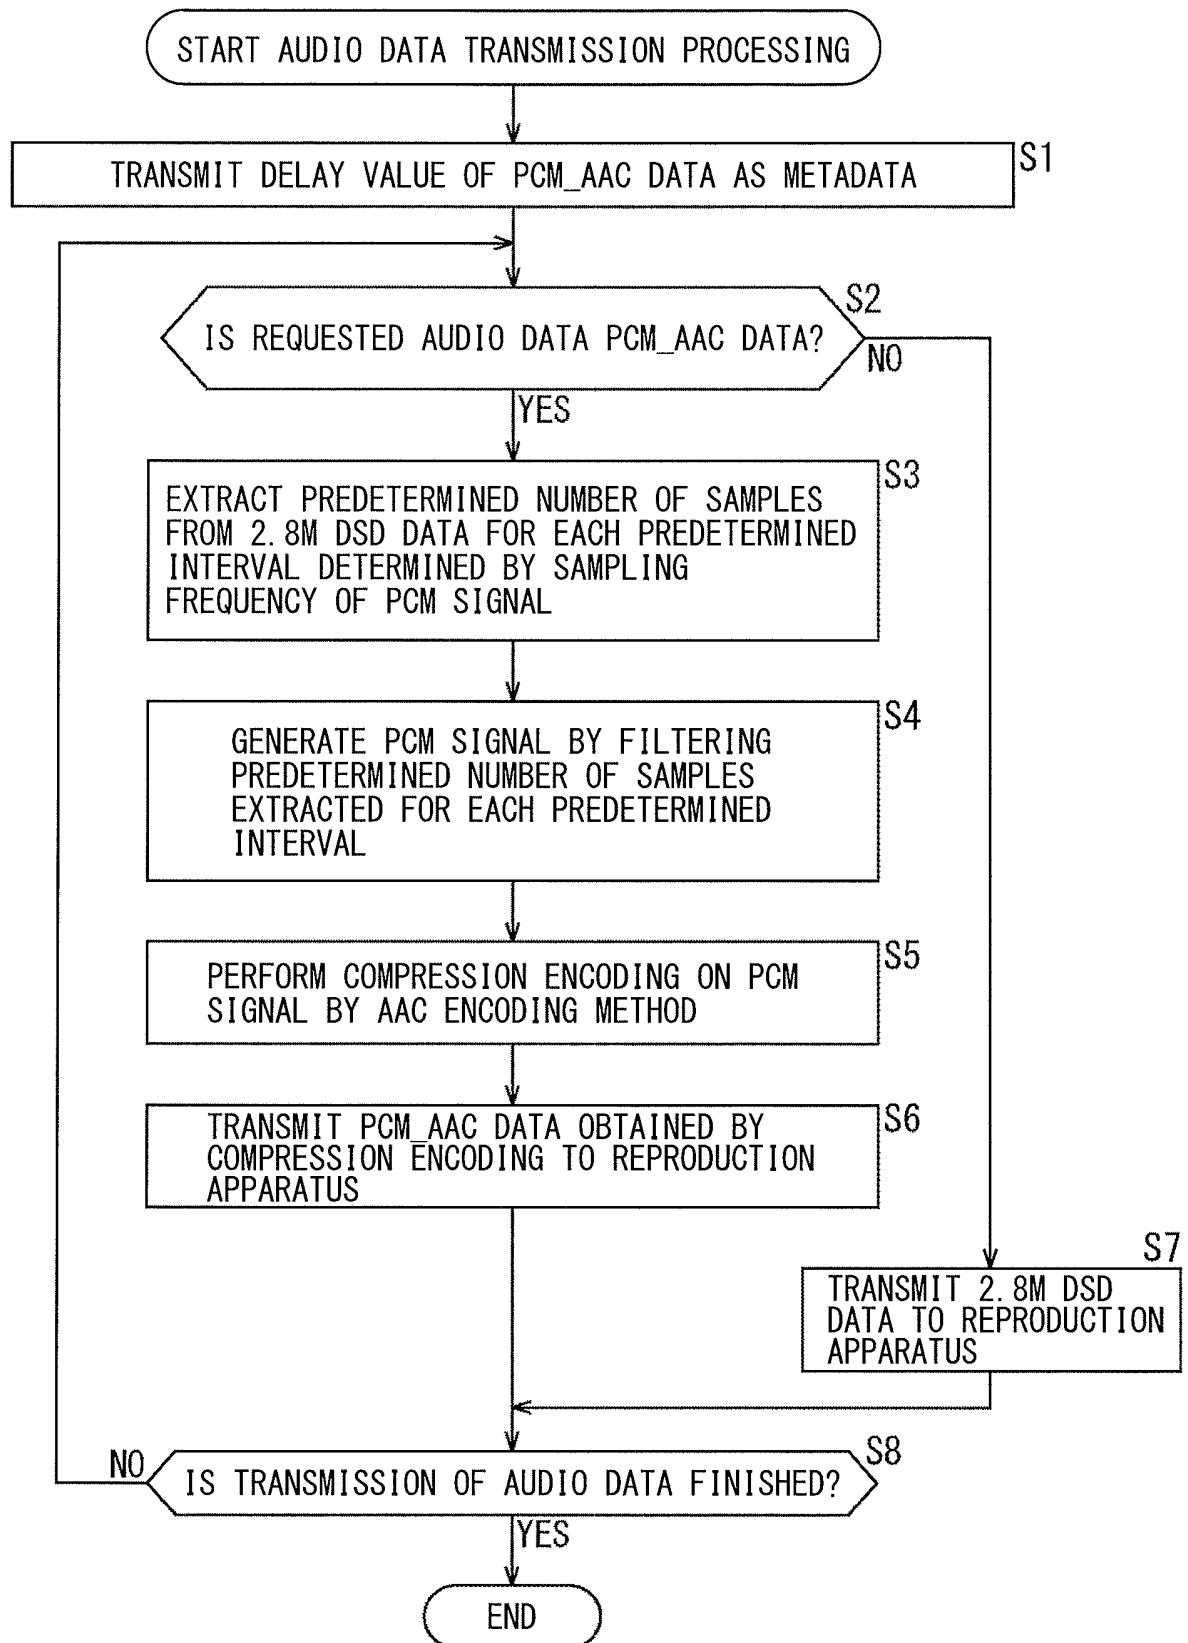 START AUDIO DATA TRANSMISSION PROCESSING
S1
TRANSMIT DELAY VALUE OF PCM_AAC DATA AS METADATA
S2
IS REQUESTED AUDIO DATA PCM_AAC DATA?
NO
YES
S3
EXTRACT PREDETERMINED NUMBER OF SAMPLES
FROM 2.8M DSD DATA FOR EACH PREDETERMINED
INTERVAL DETERMINED BY SAMPLING
FREQUENCY OF PCM SIGNAL
S4
GENERATE PCM SIGNAL BY FILTERING
PREDETERMINED NUMBER OF SAMPLES
EXTRACTED FOR EACH PREDETERMINED
INTERVAL
S5
PERFORM COMPRESSION ENCODING ON PCM
SIGNAL BY AAC ENCODING METHOD
S6
TRANSMIT PCM_AAC DATA OBTAINED BY
COMPRESSION ENCODING TO REPRODUCTION
APPARATUS
S7
TRANSMIT 2.8M DSD
DATA TO REPRODUCTION
APPARATUS
S8
NO
IS TRANSMISSION OF AUDIO DATA FINISHED?
YES
END